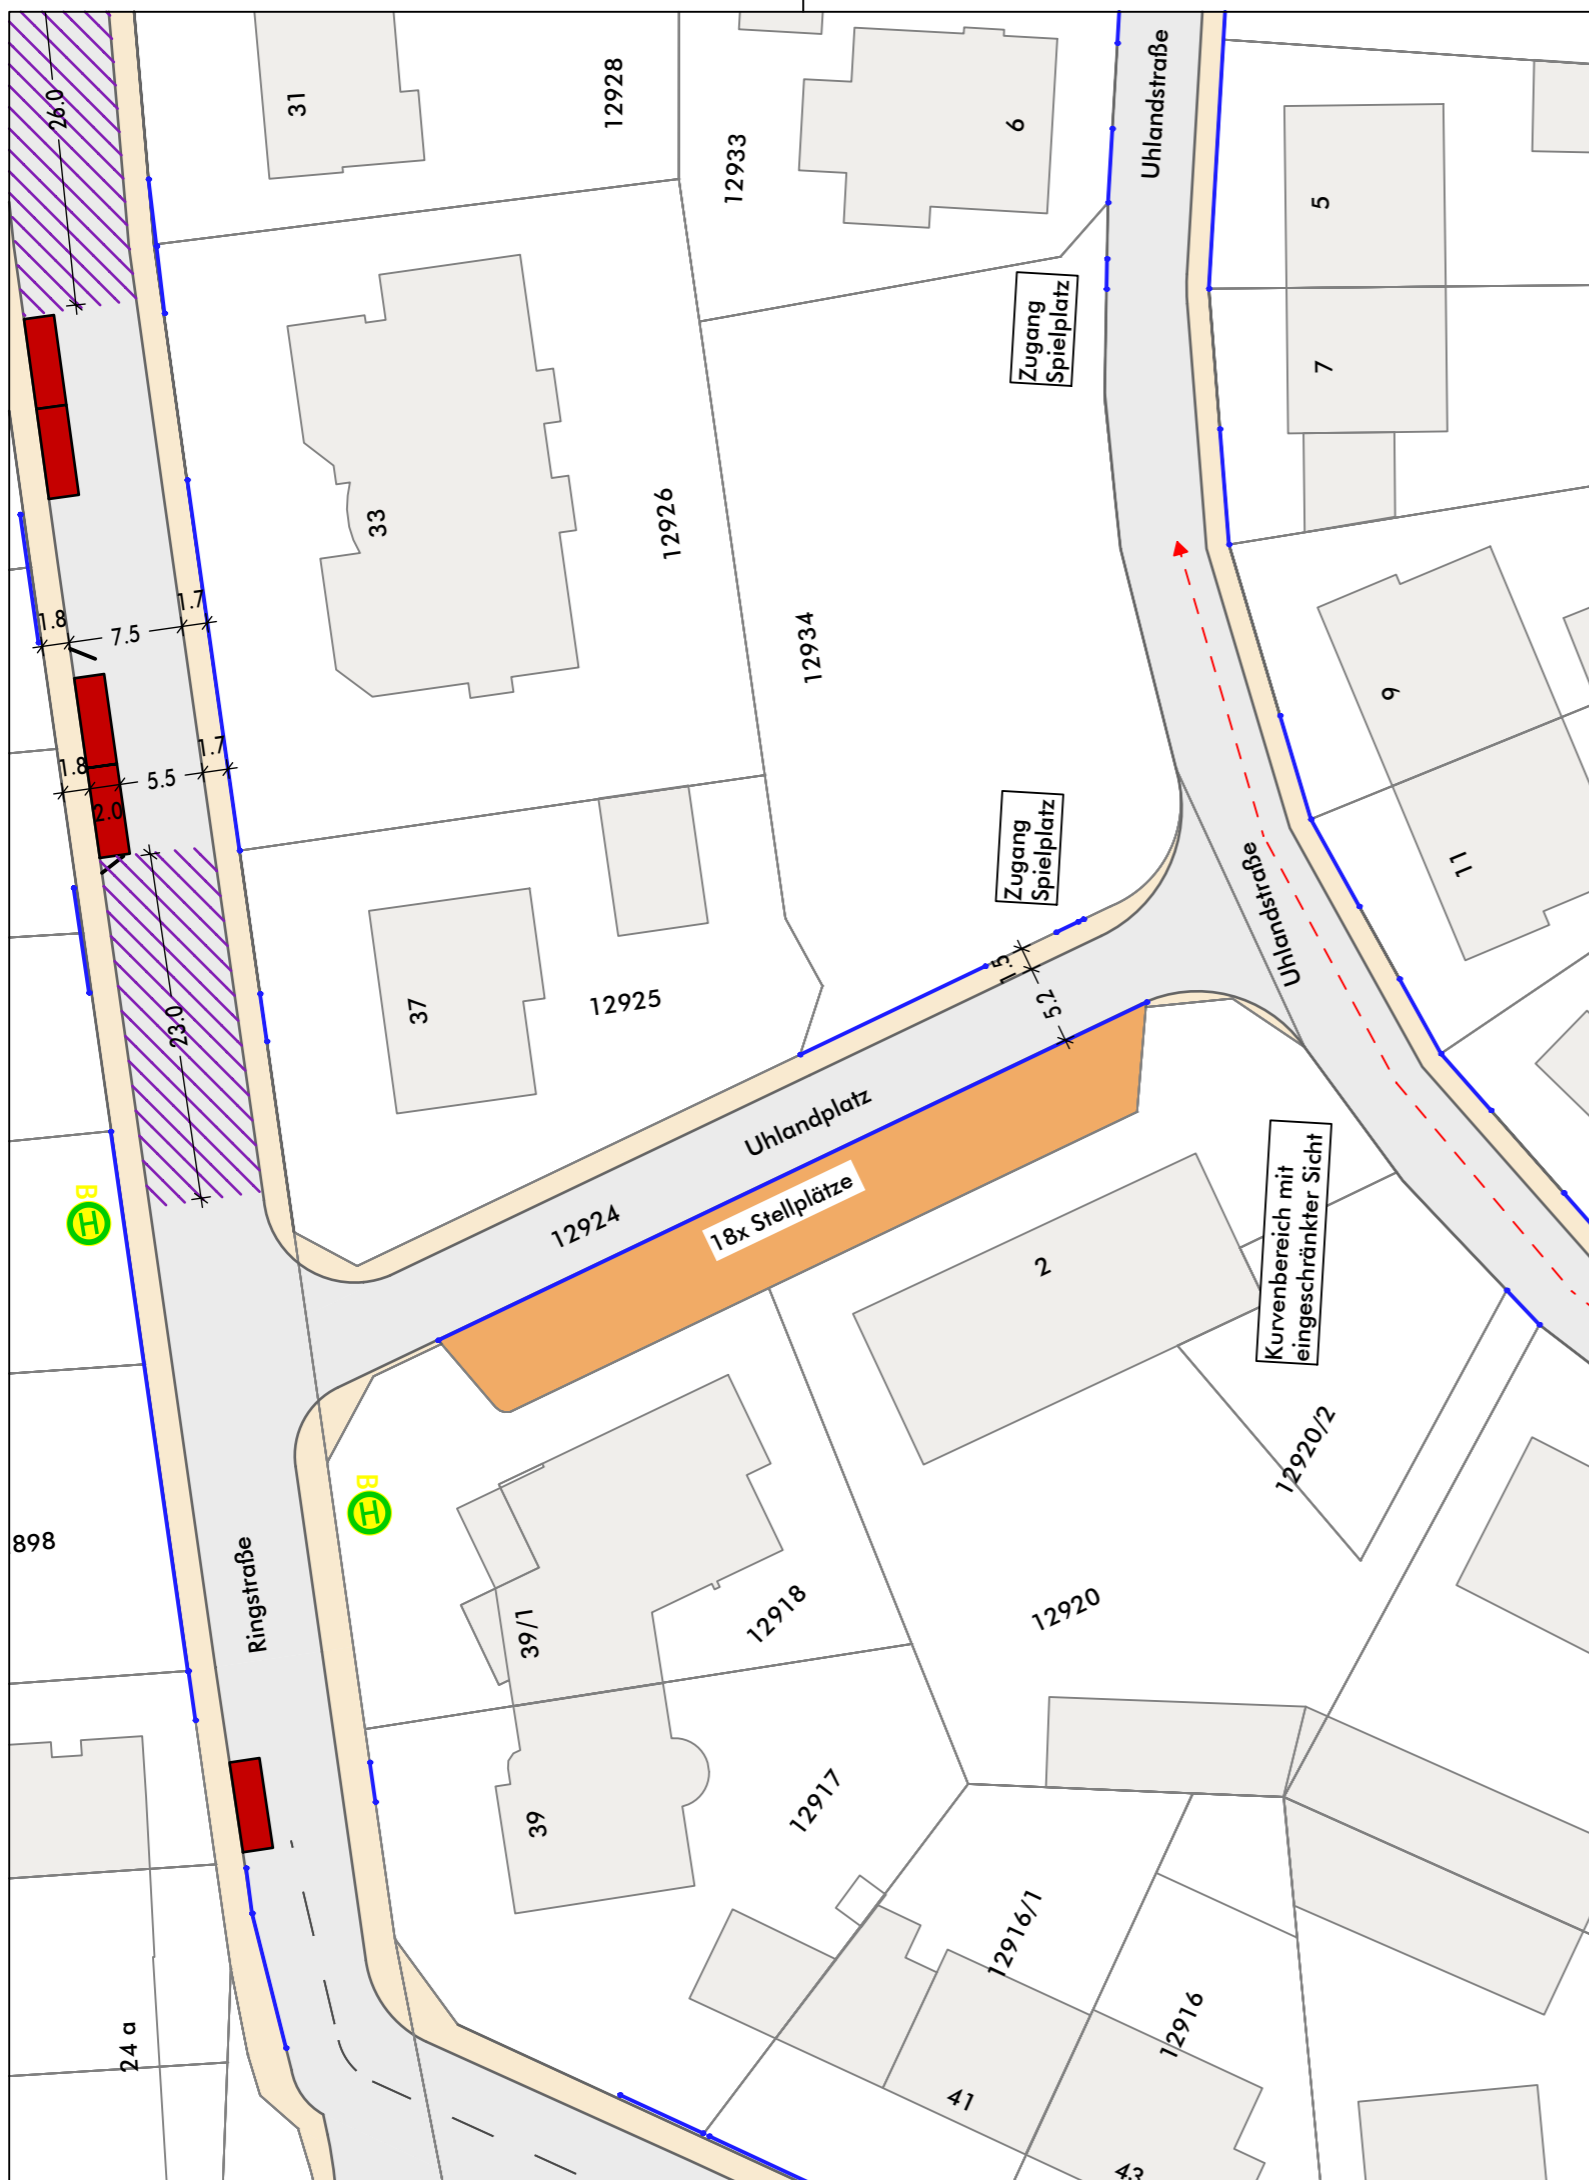 26.0
31
12928
12933
6
Uhlandstraße
5
7
Zugang
Spielplatz
33
12926
12934
1.8
7.5
1.7
1.8
2.0
5.5
1.7
9
11
Zugang
Spielplatz
Uhlandstraße
23.0
37
12925
1.5
5.2
Uhlandplatz
12924
18x Stellplätze
2
Kurvenbereich mit
eingeschränkter Sicht
B
H
B
H
12920/2
898
Ringstraße
39/1
12918
12920
39
12917
12916/1
12916
24 a
41
43